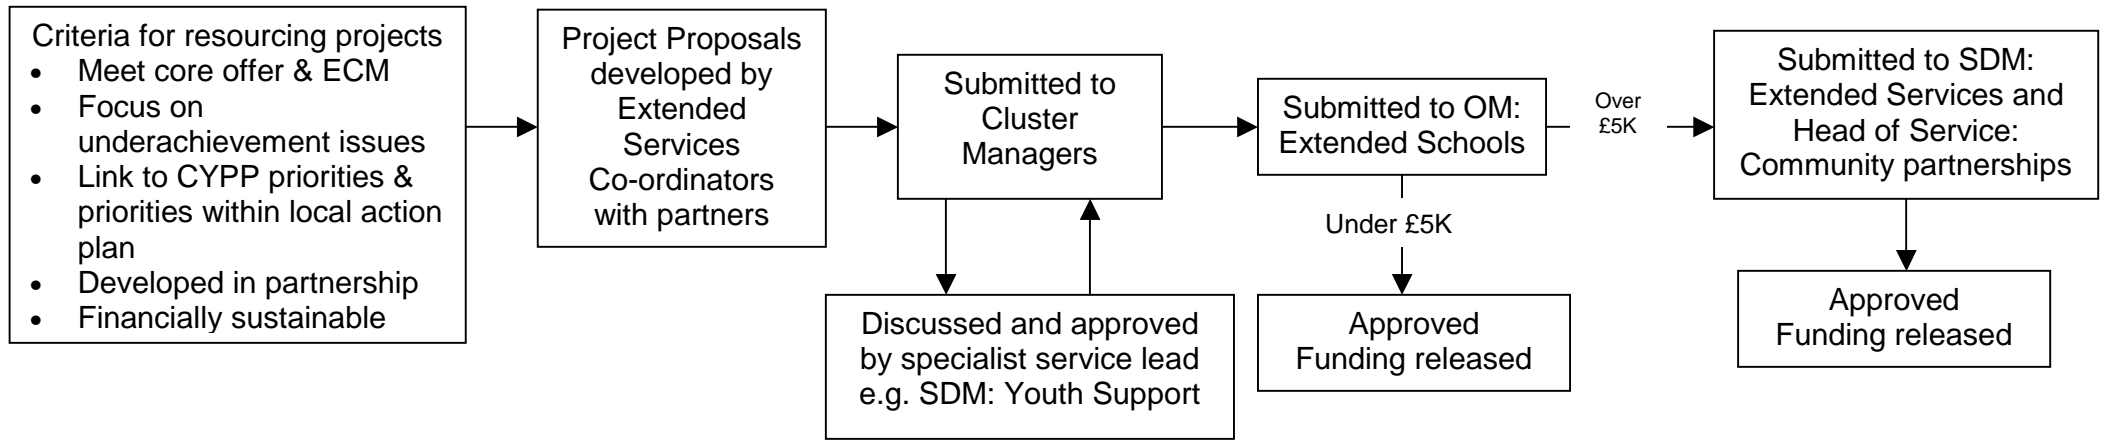 Criteria for resourcing projects
• Meet core offer & ECM
• Focus on
underachievement issues
• Link to CYPP priorities &
priorities within local action
plan
• Developed in partnership
• Financially sustainable
Project Proposals
developed by
Extended
Services
Co-ordinators
with partners
Submitted to
Cluster
Managers
Discussed and approved
by specialist service lead
e.g. SDM: Youth Support
Submitted to OM:
Extended Schools
Under £5K
Approved
Funding released
Over
£5K
Submitted to SDM:
Extended Services and
Head of Service:
Community partnerships
Approved
Funding released